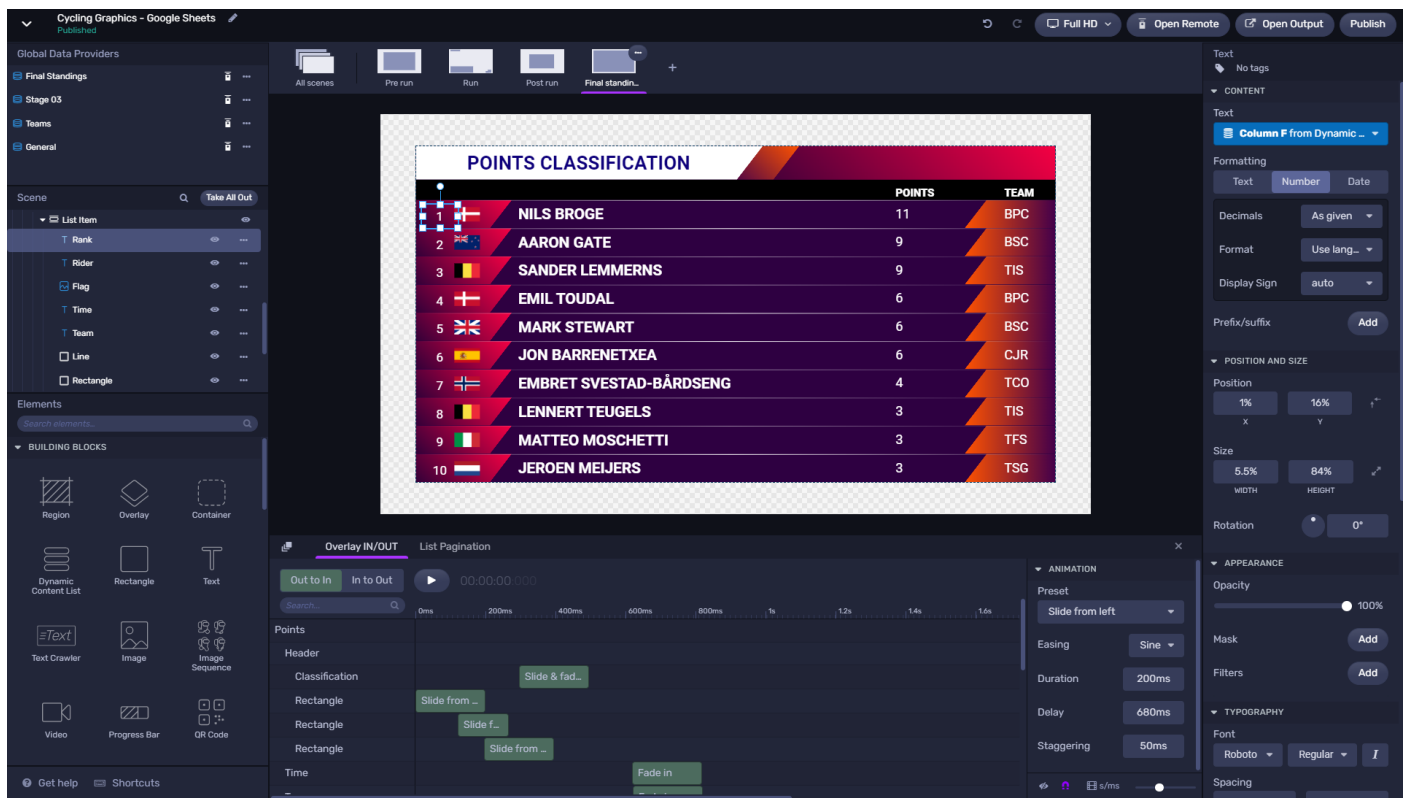 Cycling Graphics - Google Sheets
Published
Full HD
Open Remote
Open Output
Publish
Global Data Providers
Final Standings
Stage 03
Teams
General
Scene
Take All Out
List Item
Rank
Rider
Flag
Time
Team
Line
Rectangle
Elements
Search elements...
BUILDING BLOCKS
Region
Overlay
Container
Dynamic
Content List
Rectangle
Text
Text Crawler
Image
Image
Sequence
Video
Progress Bar
QR Code
Get help
Shortcuts
All scenes
Pre run
Run
Post run
Final standin...
POINTS CLASSIFICATION
POINTS TEAM
1 NILS BROGE 11 BPC
2 AARON GATE 9 BSC
3 SANDER LEMMERNS 9 TIS
4 EMIL TOUDAL 6 BPC
5 MARK STEWART 6 BSC
6 JON BARRENETXEA 6 CJR
7 EMBRET SVESTAD-BÅRDSENG 4 TCO
8 LENNERT TEUGELS 3 TIS
9 MATTEO MOSCHETTI 3 TFS
10 JEROEN MEIJERS 3 TSG
Overlay IN/OUT
List Pagination
Out to In
In to Out
00:00:00.000
Search...
0ms 200ms 400ms 600ms 800ms 1s 1.2s 1.4s 1.6s
Points
Header
Classification
Slide & fad...
Rectangle
Slide from ...
Rectangle
Slide f...
Rectangle
Slide from ...
Time
Fade in
ANIMATION
Preset
Slide from left
Easing
Sine
Duration
200ms
Delay
680ms
Staggering
50ms
s/ms
Text
No tags
CONTENT
Text
Column F from Dynamic ...
Formatting
Text
Number
Date
Decimals
As given
Format
Use lang...
Display Sign
auto
Prefix/suffix
Add
POSITION AND SIZE
Position
1%
16%
X
Y
Size
5.5%
84%
WIDTH
HEIGHT
Rotation
0°
APPEARANCE
Opacity
100%
Mask
Add
Filters
Add
TYPOGRAPHY
Font
Roboto
Regular
I
Spacing